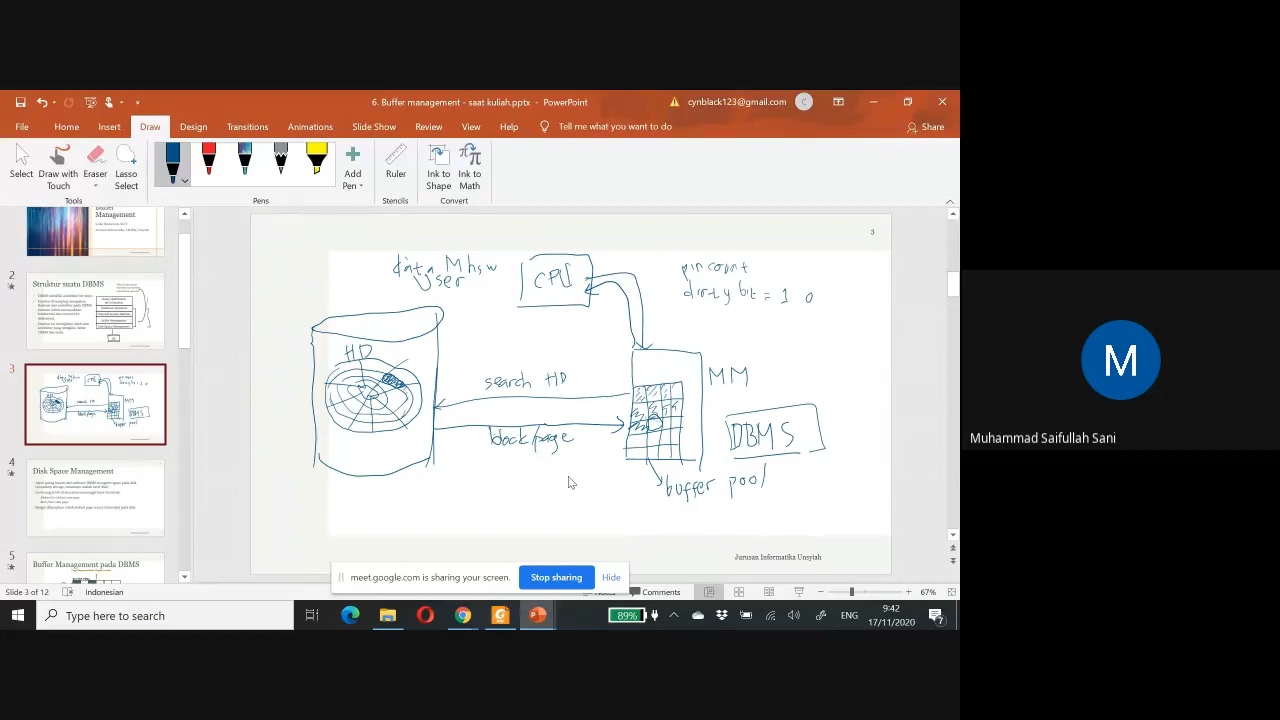 6. Buffer management - saat kuliah.pptx - PowerPoint
cynblack123@gmail.com
C
File Home Insert Draw Design Transitions Animations Slide Show Review View Help Tell me what you want to do
Share
Select
Draw with Touch
Eraser
Lasso Select
Add Pen
Ruler
Ink to Shape
Ink to Math
Tools
Pens
Stencils
Convert
Buffer
Management
2
Struktur suatu DBMS
3
4
Disk Space Management
5
Buffer Management pada DBMS
3
data Mhsw
user
CPU
pin count
dirty bit = 1 0
HD
search HD
block/page
MM
DBMS
buffer pool
Jurusan Informatika Unsyiah
meet.google.com is sharing your screen.
Stop sharing
Hide
Slide 3 of 12
Indonesian
Comments
67%
Type here to search
89%
ENG
9:42
17/11/2020
7
M
Muhammad Saifullah Sani